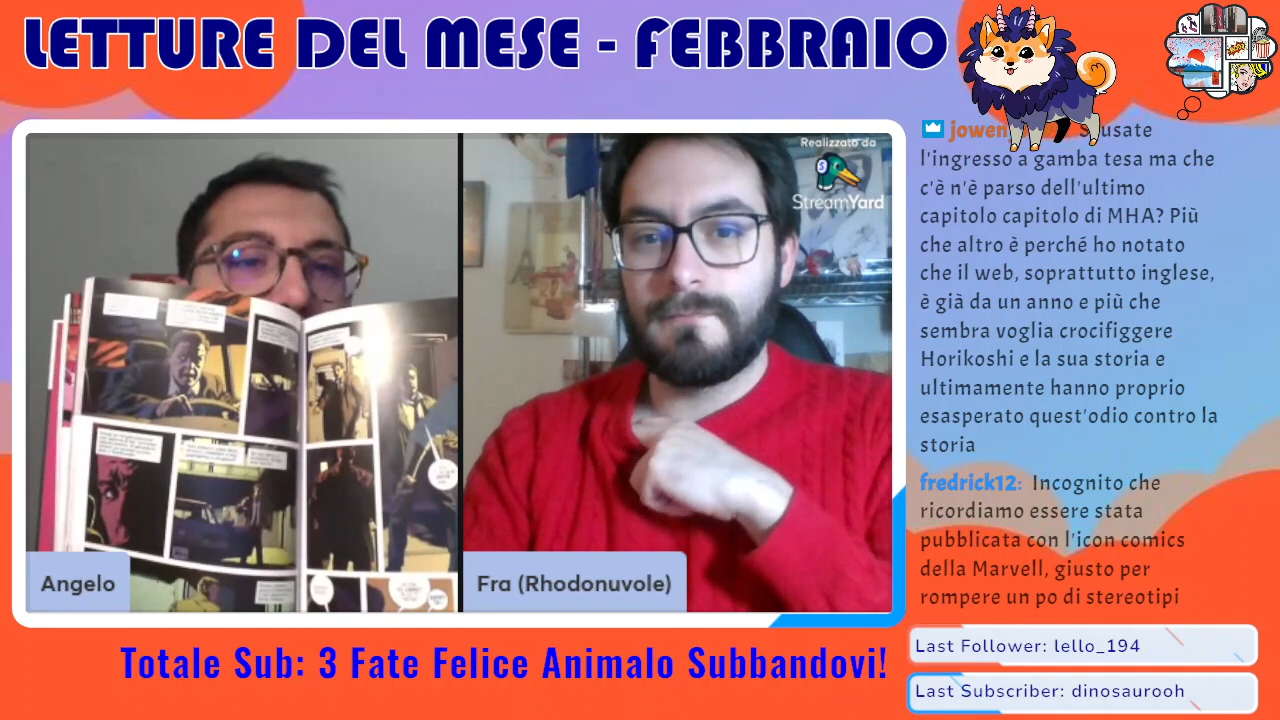 LETTURE DEL MESE - FEBBRAIO
Realizzato da
StreamYard
jowen
l'ingresso a gamba tesa ma che
c'è n'è parso dell'ultimo
capitolo capitolo di MHA? Più
che altro è perché ho notato
che il web, soprattutto inglese,
è già da un anno e più che
sembra voglia crocifiggere
Horikoshi e la sua storia e
ultimamente hanno proprio
esasperato quest'odio contro la
storia
fredrick12: Incognito che
ricordiamo essere stata
pubblicata con l'icon comics
della Marvell, giusto per
rompere un po di stereotipi
Angelo
Fra (Rhodonuvole)
Totale Sub: 3 Fate Felice Animalo Subbandovi!
Last Follower: lello_194
Last Subscriber: dinosaurooh